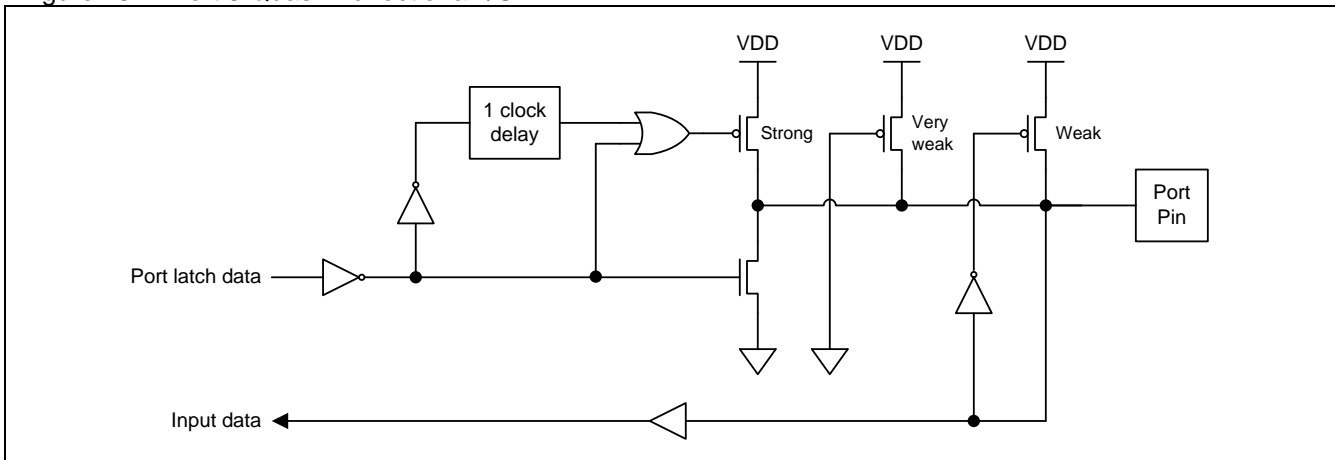 VDD
VDD
VDD
1 clock
delay
Strong
Very
weak
Weak
Port
Pin
Port latch data
Input data